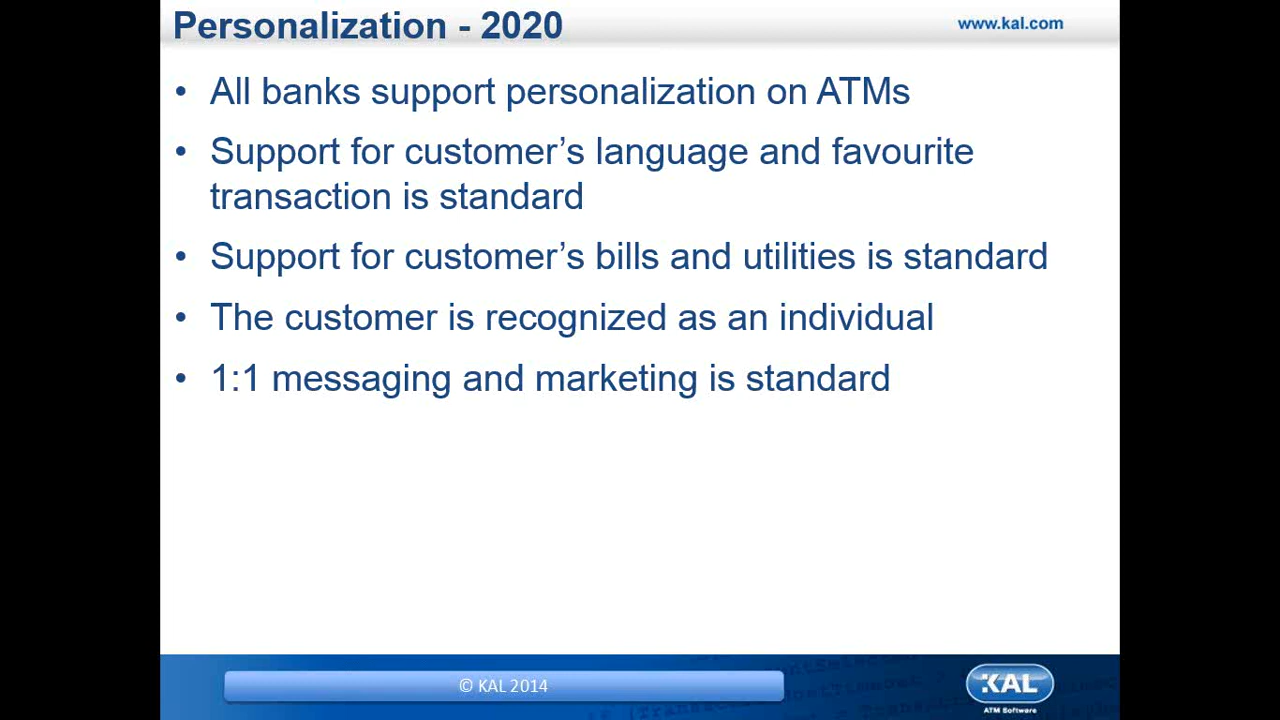 Personalization - 2020
www.kal.com
• All banks support personalization on ATMs
• Support for customer’s language and favourite
transaction is standard
• Support for customer’s bills and utilities is standard
• The customer is recognized as an individual
• 1:1 messaging and marketing is standard
© KAL 2014
KAL
ATM Software